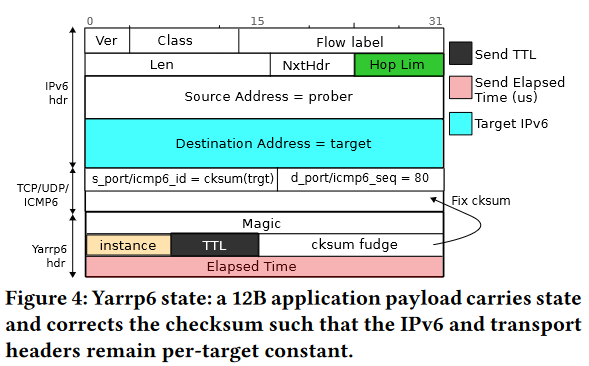 0 15 31
Ver Class Flow label
Len NxtHdr Hop Lim
Source Address = prober
Destination Address = target
s_port/icmp6_id = cksum(trgt) d_port/icmp6_seq = 80
Magic
instance TTL cksum fudge
Elapsed Time
IPv6
hdr
TCP/UDP/
ICMP6
Yarrp6
hdr
Send TTL
Send Elapsed
Time (us)
Target IPv6
Fix cksum
Figure 4: Yarrp6 state: a 12B application payload carries state
and corrects the checksum such that the IPv6 and transport
headers remain per-target constant.